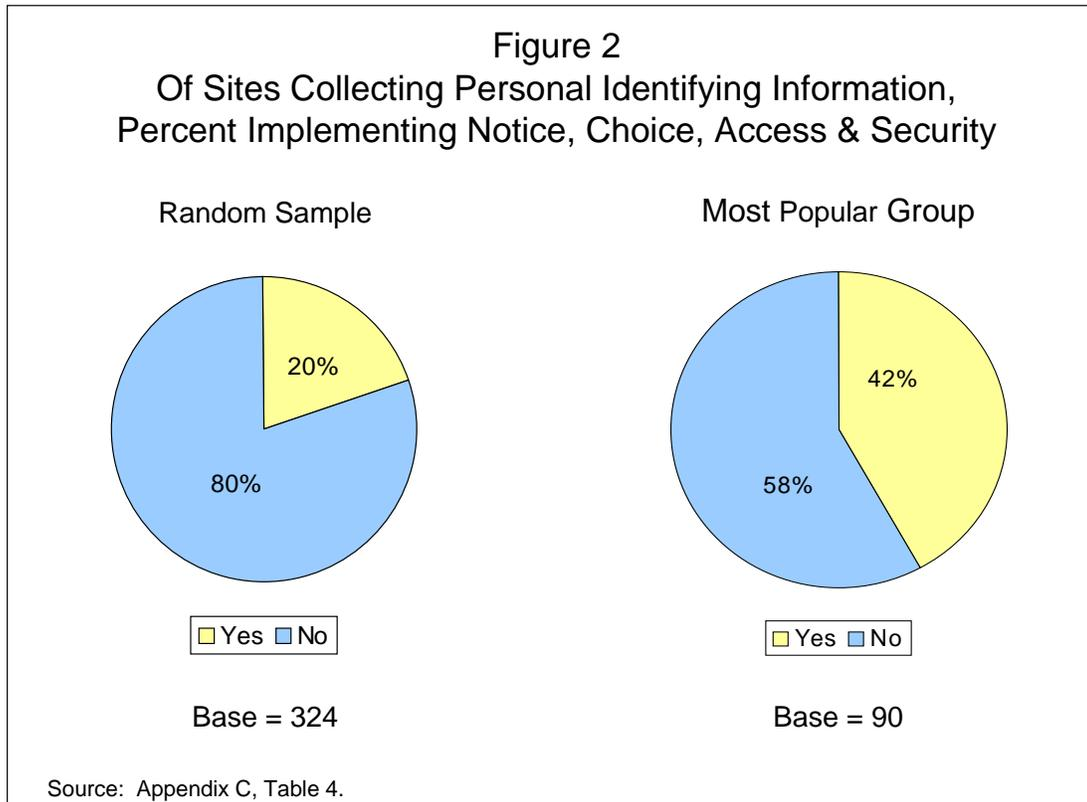 Figure 2
Of Sites Collecting Personal Identifying Information,
Percent Implementing Notice, Choice, Access & Security
Random Sample
20%
80%
Yes No
Base = 324
Most Popular Group
42%
58%
Yes No
Base = 90
Source: Appendix C, Table 4.